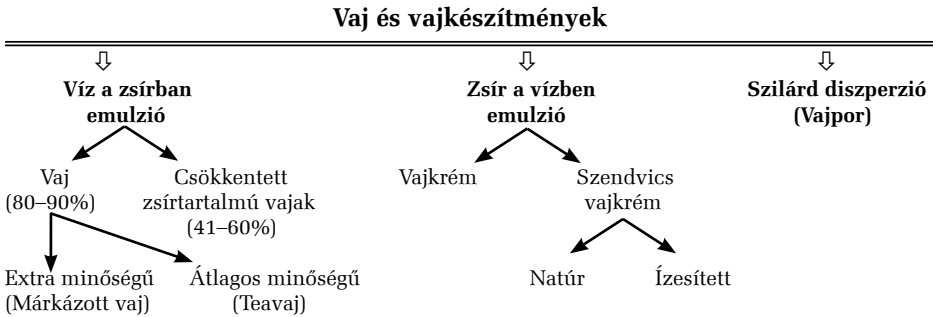 Vaj és vajkészítmények
Víz a zsírban
emulzió
Zsír a vízben
emulzió
Szilárd diszperzió
(Vajpor)
Vaj
(80–90%)
Csökkentett
zsírtartalmú vajak
(41–60%)
Vajkrém
Szendvics
vajkrém
Extra minőségű
(Márkázott vaj)
Átlagos minőségű
(Teavaj)
Natúr
Ízesített